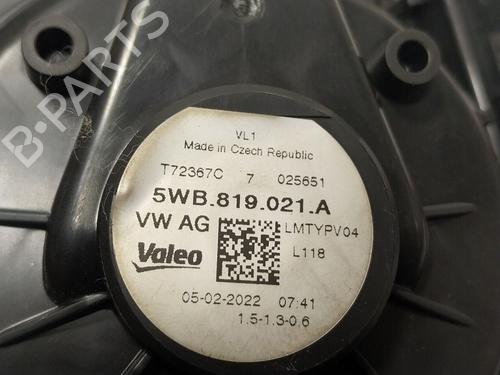 B-PARTS
VL1
Made in Czech Republic
T72367C 7 025651
5WB.819.021.A
VW AG
LMTYPV04
Valeo
L118
05-02-2022 07:41
1.5-1.3-0.6